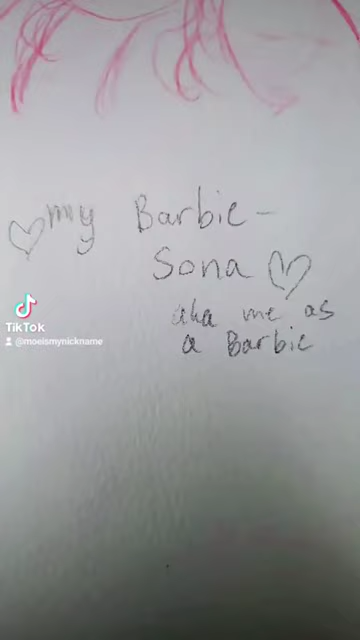 ♡my Barbie-
Sona ♡
aka me as
a Barbie
TikTok
@moeismynickname